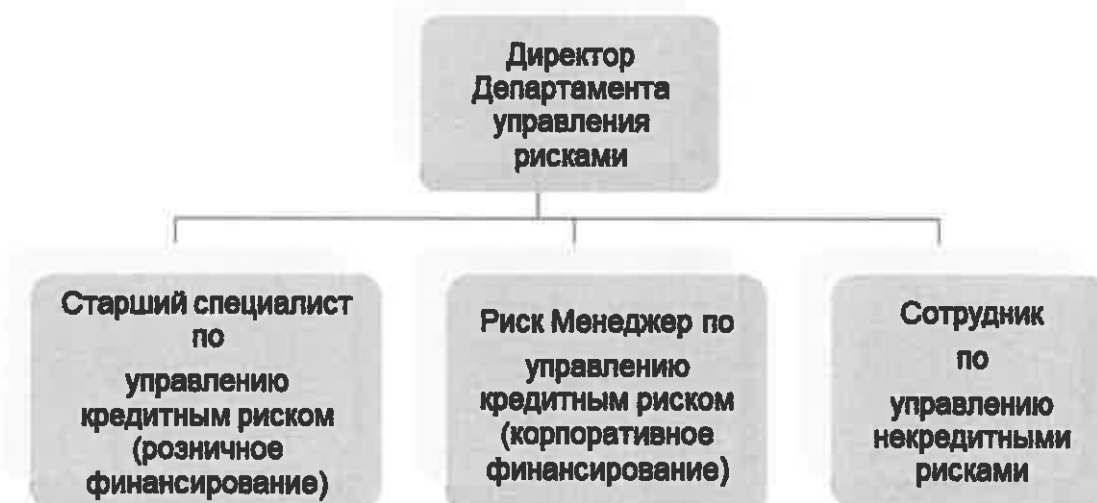 Директор
Департамента
управления
рисками
Старший специалист
по
управлению
кредитным риском
(розничное
финансирование)
Риск Менеджер по
управлению
кредитным риском
(корпоративное
финансирование)
Сотрудник
по
управлению
некредитными
рисками